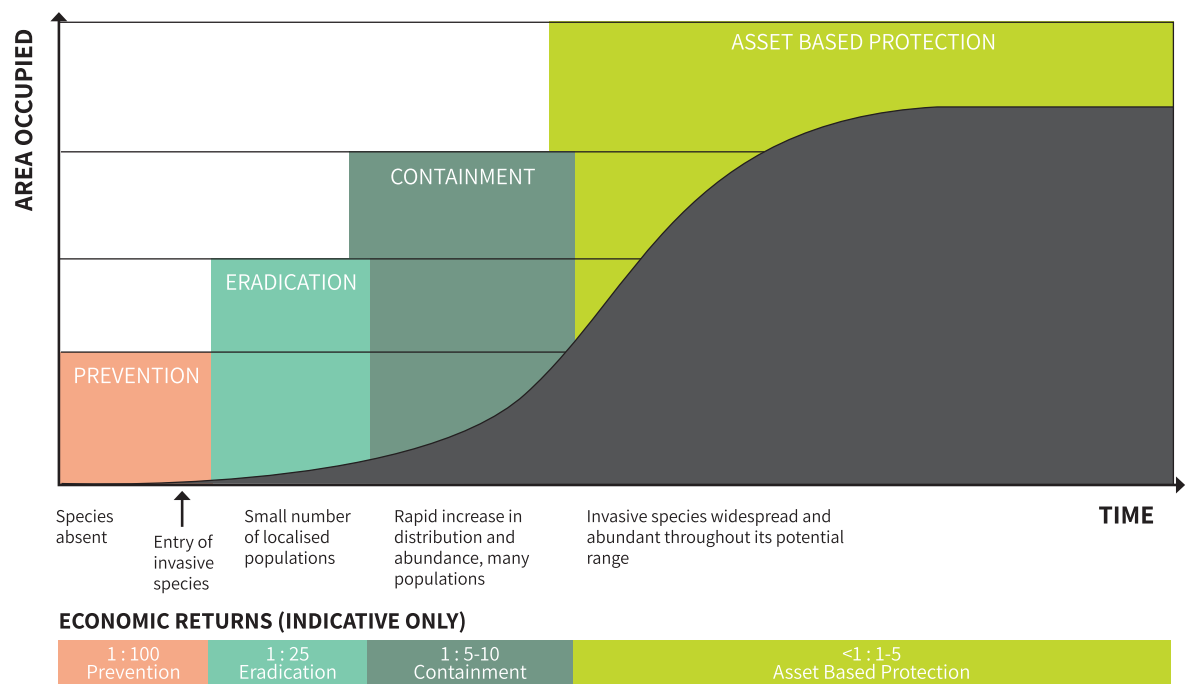 AREA OCCUPIED
ASSET BASED PROTECTION
CONTAINMENT
ERADICATION
PREVENTION
TIME
Species
absent
Entry of
invasive
species
Small number
of localised
populations
Rapid increase in
distribution and
abundance, many
populations
Invasive species widespread and
abundant throughout its potential
range
ECONOMIC RETURNS (INDICATIVE ONLY)
1 : 100
Prevention
1 : 25
Eradication
1 : 5-10
Containment
<1 : 1-5
Asset Based Protection